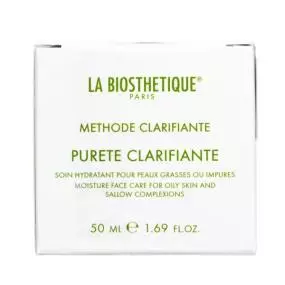 LA BIOSTHETIQUE®
PARIS
METHODE CLARIFIANTE
PURETE CLARIFIANTE
SOIN HYDRATANT POUR PEAUX GRASSES OU IMPURES
MOISTURE FACE CARE FOR OILY SKIN AND
SALLOW COMPLEXIONS
50 ML ℮ 1.69 FL.OZ.